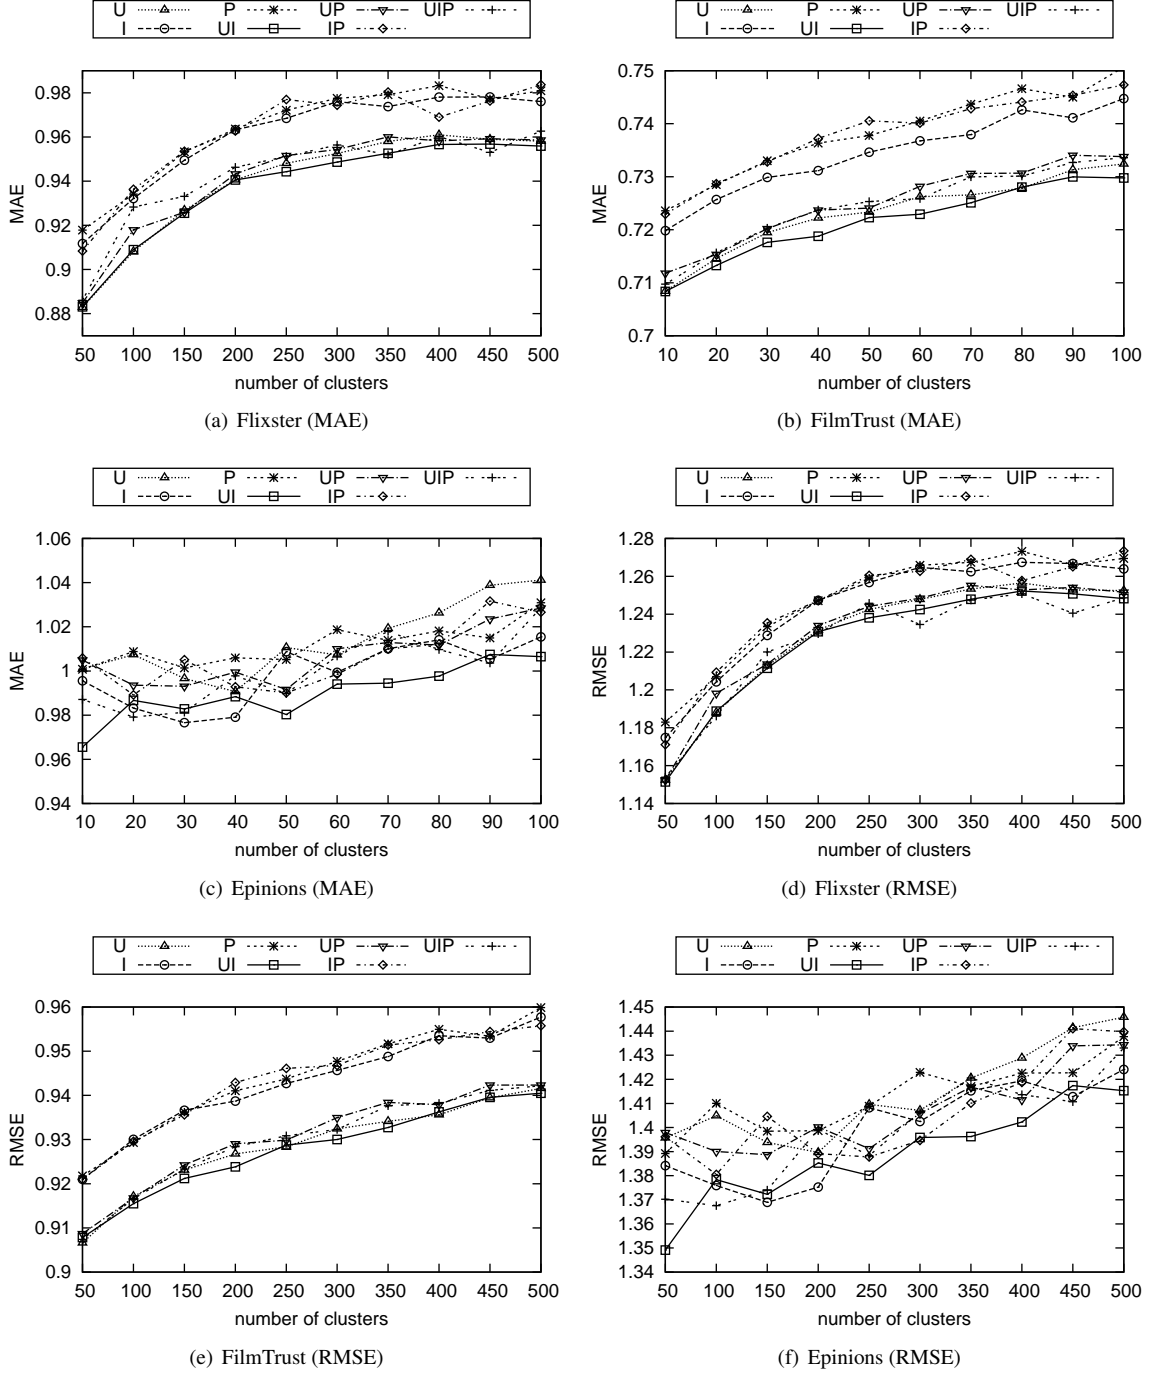 U P UP UIP
I UI IP
U P UP UIP
I UI IP
MAE
0.98
0.96
0.94
0.92
0.9
0.88
50 100 150 200 250 300 350 400 450 500
number of clusters
(a) Flixster (MAE)
MAE
0.75
0.74
0.73
0.72
0.71
0.7
10 20 30 40 50 60 70 80 90 100
number of clusters
(b) FilmTrust (MAE)
U P UP UIP
I UI IP
U P UP UIP
I UI IP
MAE
1.06
1.04
1.02
1
0.98
0.96
0.94
10 20 30 40 50 60 70 80 90 100
number of clusters
(c) Epinions (MAE)
RMSE
1.28
1.26
1.24
1.22
1.2
1.18
1.16
1.14
50 100 150 200 250 300 350 400 450 500
number of clusters
(d) Flixster (RMSE)
U P UP UIP
I UI IP
U P UP UIP
I UI IP
RMSE
0.96
0.95
0.94
0.93
0.92
0.91
0.9
50 100 150 200 250 300 350 400 450 500
number of clusters
(e) FilmTrust (RMSE)
RMSE
1.45
1.44
1.43
1.42
1.41
1.4
1.39
1.38
1.37
1.36
1.35
1.34
50 100 150 200 250 300 350 400 450 500
number of clusters
(f) Epinions (RMSE)